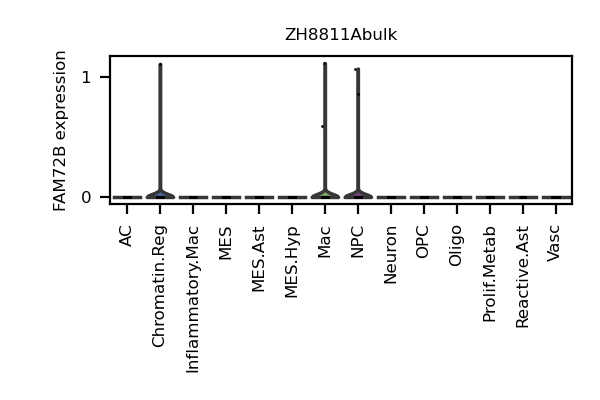 ZH8811Abulk
FAM72B expression
1
0
AC
Chromatin.Reg
Inflammatory.Mac
MES
MES.Ast
MES.Hyp
Mac
NPC
Neuron
OPC
Oligo
Prolif.Metab
Reactive.Ast
Vasc